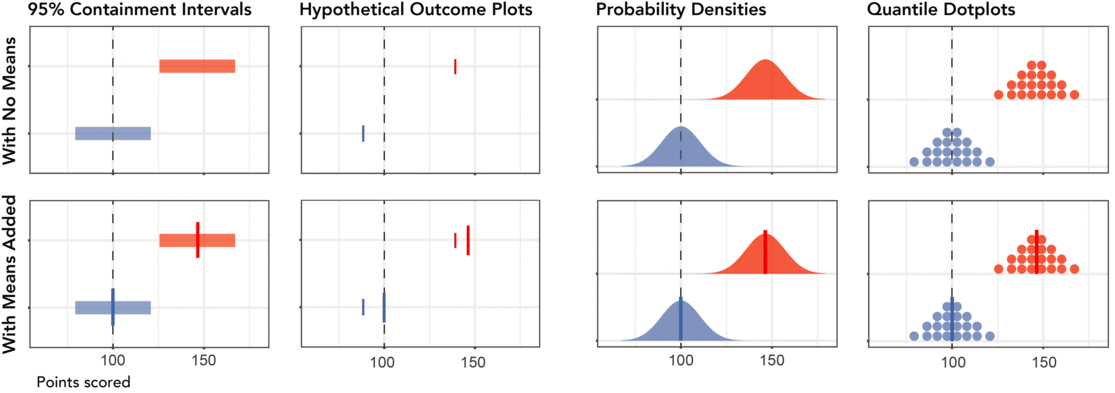 95% Containment Intervals
Hypothetical Outcome Plots
Probability Densities
Quantile Dotplots
With No Means
With Means Added
100 150
100 150
100 150
100 150
Points scored